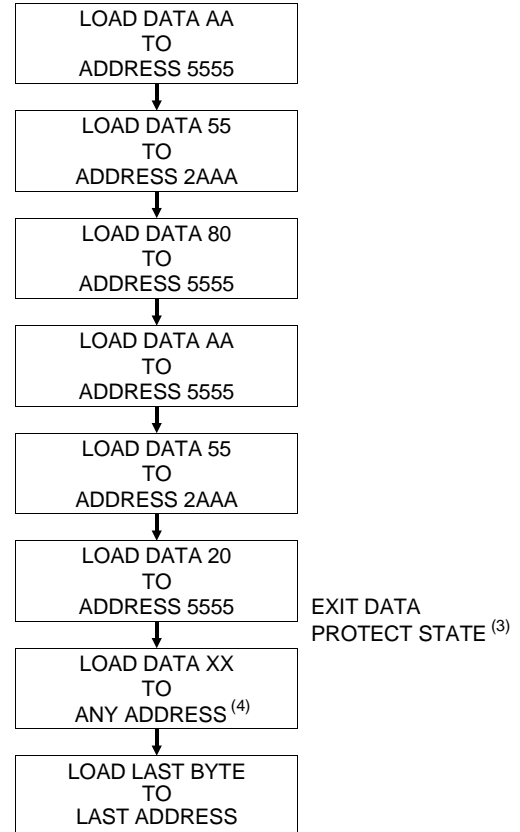 LOAD DATA AA
TO
ADDRESS 5555
LOAD DATA 55
TO
ADDRESS 2AAA
LOAD DATA 80
TO
ADDRESS 5555
LOAD DATA AA
TO
ADDRESS 5555
LOAD DATA 55
TO
ADDRESS 2AAA
LOAD DATA 20
TO
ADDRESS 5555
EXIT DATA
PROTECT STATE (3)
LOAD DATA XX
TO
ANY ADDRESS (4)
LOAD LAST BYTE
TO
LAST ADDRESS